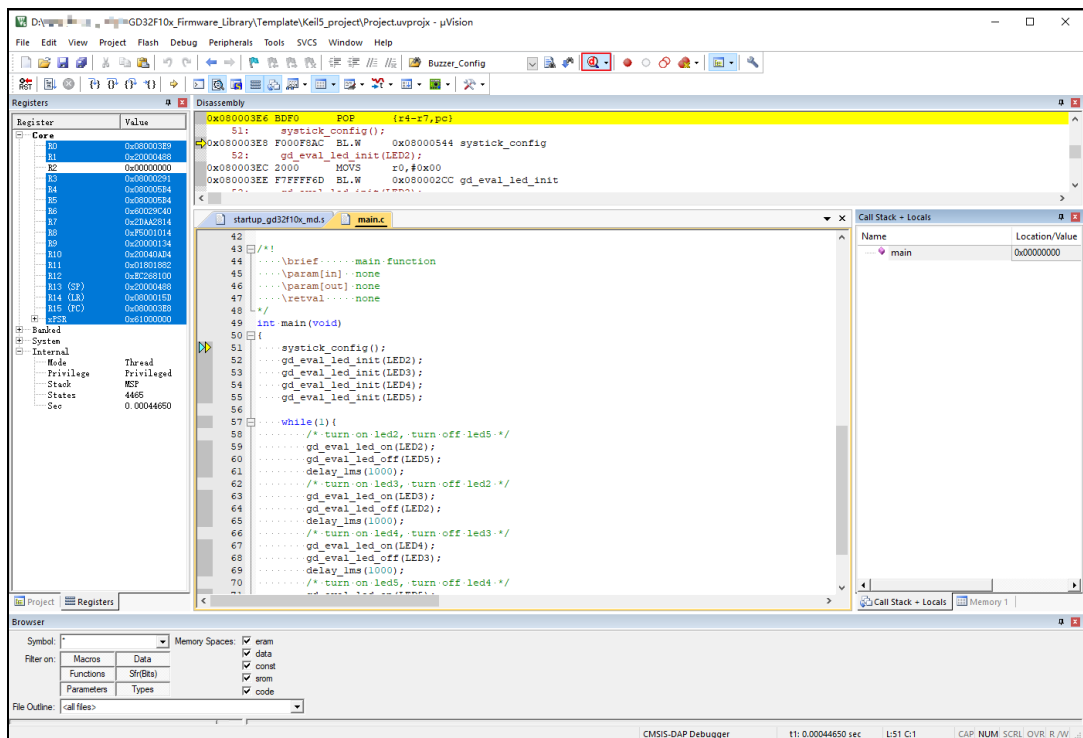 GD32F10x_Firmware_Library\Template\Keil5_project\Project.uvprojx - µVision
File Edit View Project Flash Debug Peripherals Tools SVCS Window Help
Buzzer_Config
RST
Registers
Register Value
Core
R0 0x080003E9
R1 0x20000488
R2 0x00000000
R3 0x08000291
R4 0x080005B4
R5 0x080005B4
R6 0x60029C40
R7 0x2DAA2814
R8 0xF5001014
R9 0x20000134
R10 0x20040AD4
R11 0x01801882
R12 0xEC268100
R13 (SP) 0x20000488
R14 (LR) 0x0800015D
R15 (PC) 0x080003E8
xPSR 0x61000000
Banked
System
Internal
Mode Thread
Privilege Privileged
Stack MSP
States 4465
Sec 0.00044650
Project Registers
Disassembly
0x080003E6 BDF0 POP {r4-r7,pc}
51: systick_config();
0x080003E8 F000F8AC BL.W 0x08000544 systick_config
52: gd_eval_led_init(LED2);
0x080003EC 2000 MOVS r0,#0x00
0x080003EE F7FFFF6D BL.W 0x080002CC gd_eval_led_init
startup_gd32f10x_md.s main.c
42
43 /*!
44 \brief main function
45 \param[in] none
46 \param[out] none
47 \retval none
48 */
49 int main(void)
50 {
51 systick_config();
52 gd_eval_led_init(LED2);
53 gd_eval_led_init(LED3);
54 gd_eval_led_init(LED4);
55 gd_eval_led_init(LED5);
56
57 while(1){
58 /* turn on led2, turn off led5 */
59 gd_eval_led_on(LED2);
60 gd_eval_led_off(LED5);
61 delay_1ms(1000);
62 /* turn on led3, turn off led2 */
63 gd_eval_led_on(LED3);
64 gd_eval_led_off(LED2);
65 delay_1ms(1000);
66 /* turn on led4, turn off led3 */
67 gd_eval_led_on(LED4);
68 gd_eval_led_off(LED3);
69 delay_1ms(1000);
70 /* turn on led5, turn off led4 */
Call Stack + Locals
Name Location/Value
main 0x00000000
Call Stack + Locals Memory 1
Browser
Symbol: * Memory Spaces: eram
data
const
srom
code
Filter on: Macros Data
Functions Sfr(Bits)
Parameters Types
File Outline: <all files>
CMSIS-DAP Debugger t1: 0.00044650 sec L:51 C:1 CAP NUM SCRL OVR R/W